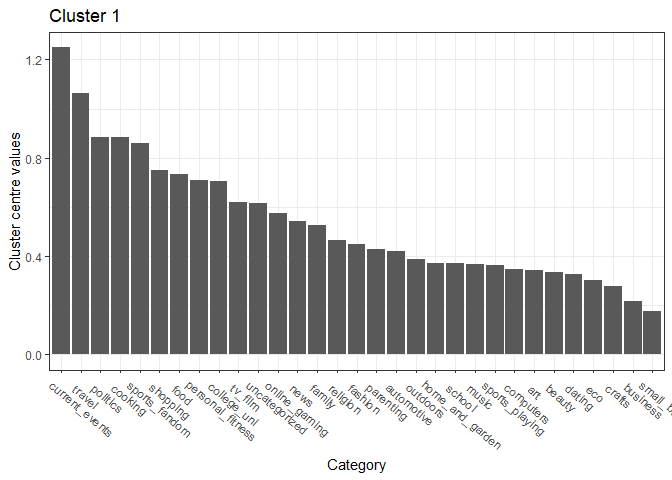 Cluster 1
Cluster centre values
1.2
0.8
0.4
0.0
current_events
travel
politics
cooking
sports_fandom
shopping
food
personal_fitness
college_uni
tv_film
uncategorized
online_gaming
news
family
religion
fashion
parenting
automotive
outdoors
home_and_garden
school
music
sports_playing
computers
art
beauty
dating
eco
crafts
business
small_b
Category